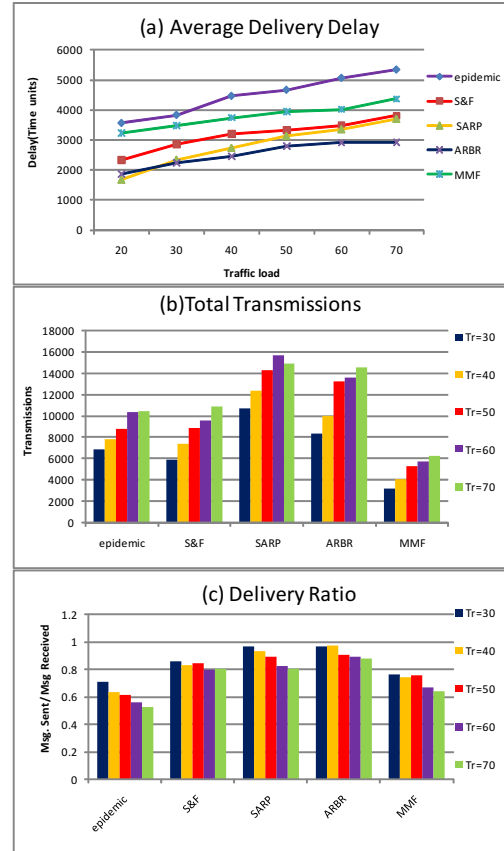 (a) Average Delivery Delay
6000
5000
4000
3000
2000
1000
0
Delay(Time units)
20 30 40 50 60 70
Traffic load
epidemic
S&F
SARP
ARBR
MMF
(b)Total Transmissions
18000
16000
14000
12000
10000
8000
6000
4000
2000
0
Transmissions
epidemic S&F SARP ARBR MMF
Tr=30
Tr=40
Tr=50
Tr=60
Tr=70
(c) Delivery Ratio
1.2
1
0.8
0.6
0.4
0.2
0
Msg. Sent/Msg Received
epidemic S&F SARP ARBR MMF
Tr=30
Tr=40
Tr=50
Tr=60
Tr=70